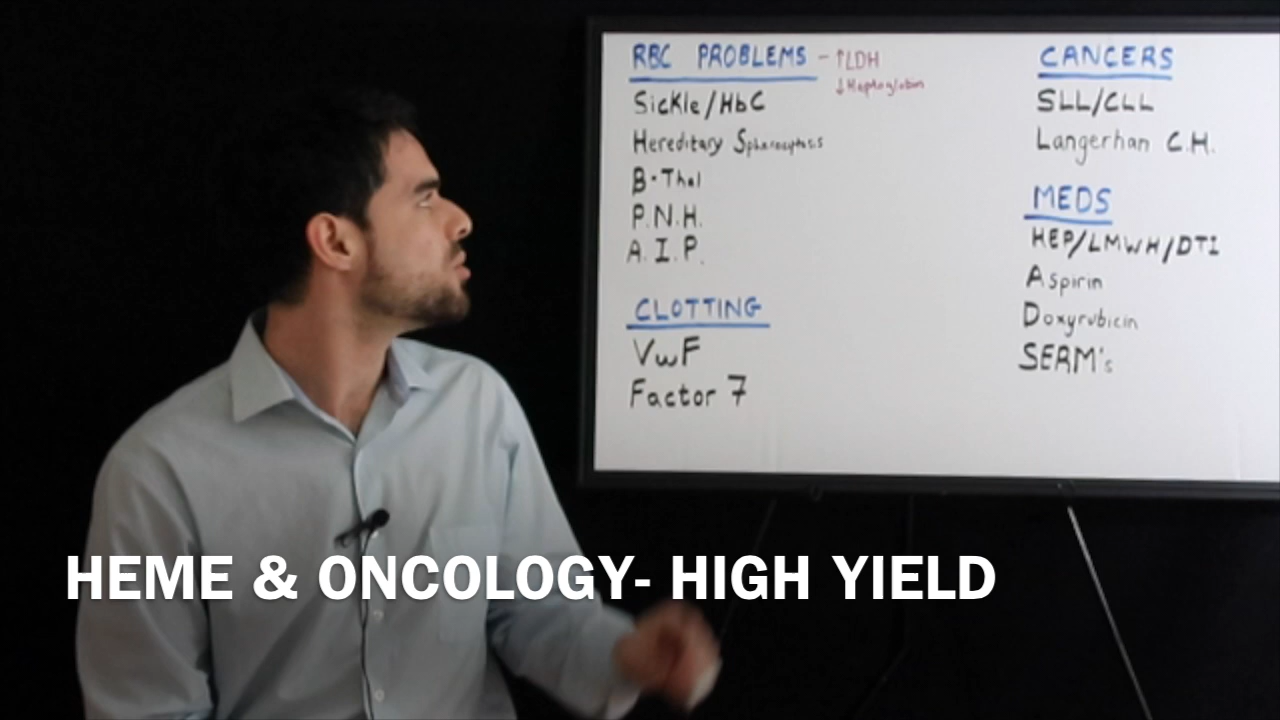 RBC PROBLEMS - ↑LDH
↓Haptoglobin
Sickle/HbC
Hereditary Spherocytosis
B-Thal
P.N.H.
A.I.P.
CLOTTING
VwF
Factor 7
CANCERS
SLL/CLL
Langerhan C.H.
MEDS
HEP/LMWH/DTI
Aspirin
Doxyrubicin
SERM's
HEME & ONCOLOGY- HIGH YIELD